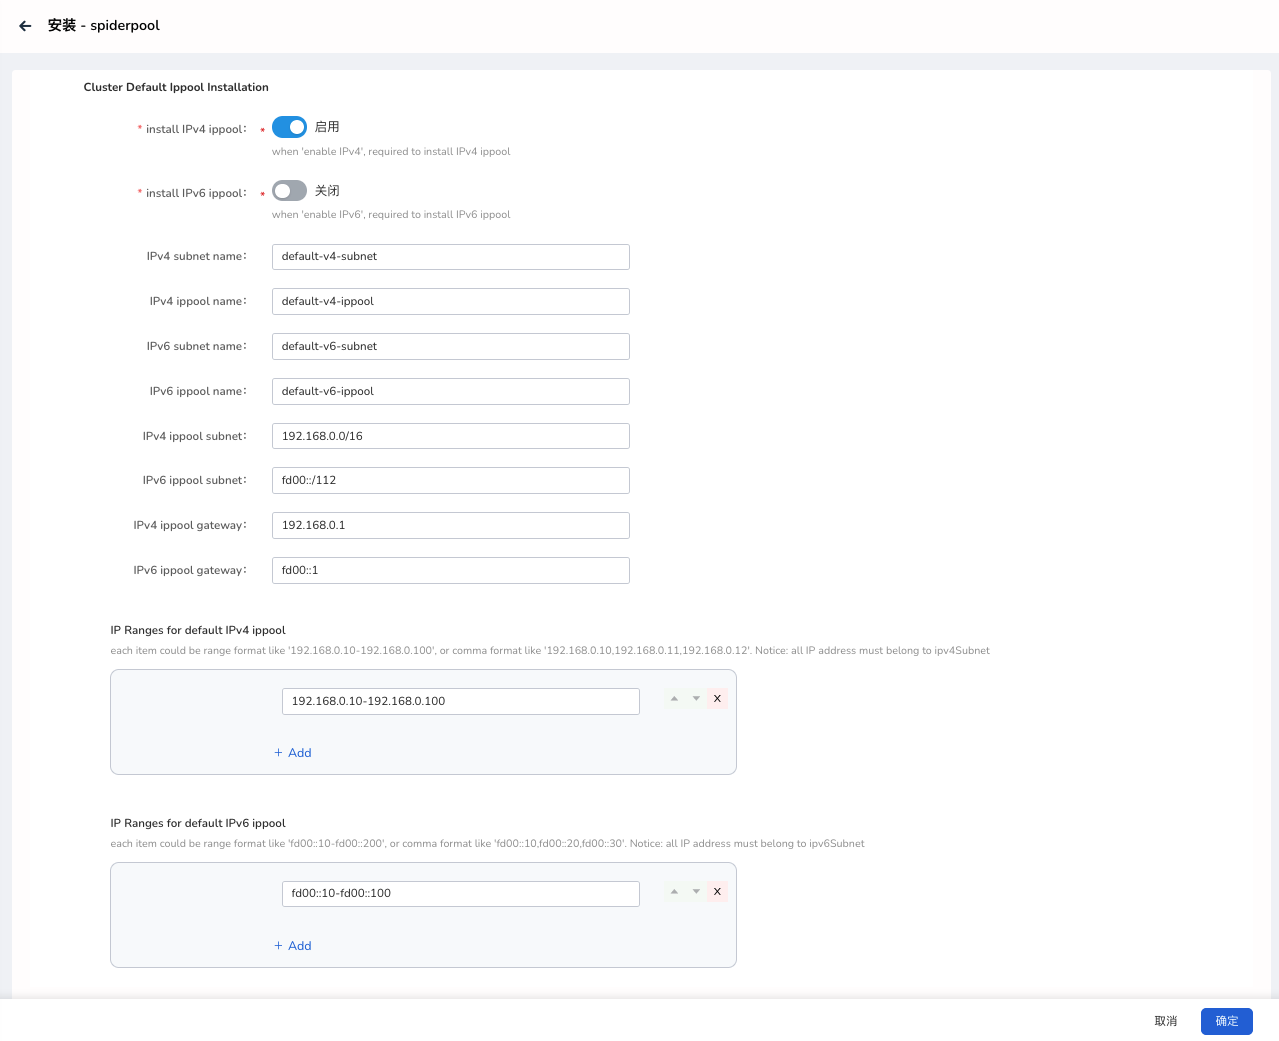 安装 - spiderpool
Cluster Default Ippool Installation
* install IPv4 ippool: * 启用
when 'enable IPv4', required to install IPv4 ippool
* install IPv6 ippool: * 关闭
when 'enable IPv6', required to install IPv6 ippool
IPv4 subnet name: default-v4-subnet
IPv4 ippool name: default-v4-ippool
IPv6 subnet name: default-v6-subnet
IPv6 ippool name: default-v6-ippool
IPv4 ippool subnet: 192.168.0.0/16
IPv6 ippool subnet: fd00::/112
IPv4 ippool gateway: 192.168.0.1
IPv6 ippool gateway: fd00::1
IP Ranges for default IPv4 ippool
each item could be range format like '192.168.0.10-192.168.0.100', or comma format like '192.168.0.10,192.168.0.11,192.168.0.12'. Notice: all IP address must belong to ipv4Subnet
192.168.0.10-192.168.0.100 X
+ Add
IP Ranges for default IPv6 ippool
each item could be range format like 'fd00::10-fd00::200', or comma format like 'fd00::10,fd00::20,fd00::30'. Notice: all IP address must belong to ipv6Subnet
fd00::10-fd00::100 X
+ Add
取消 确定